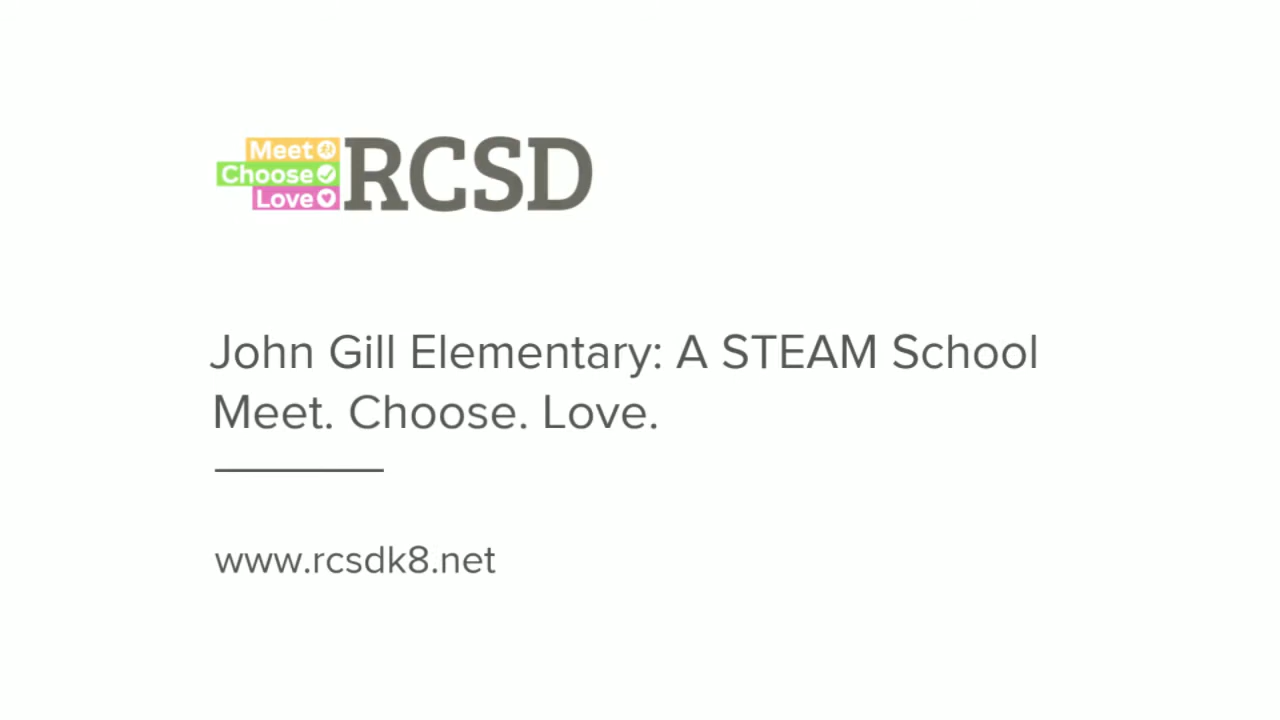 Meet
Choose
Love
RCSD
John Gill Elementary: A STEAM School
Meet. Choose. Love.
www.rcsdk8.net